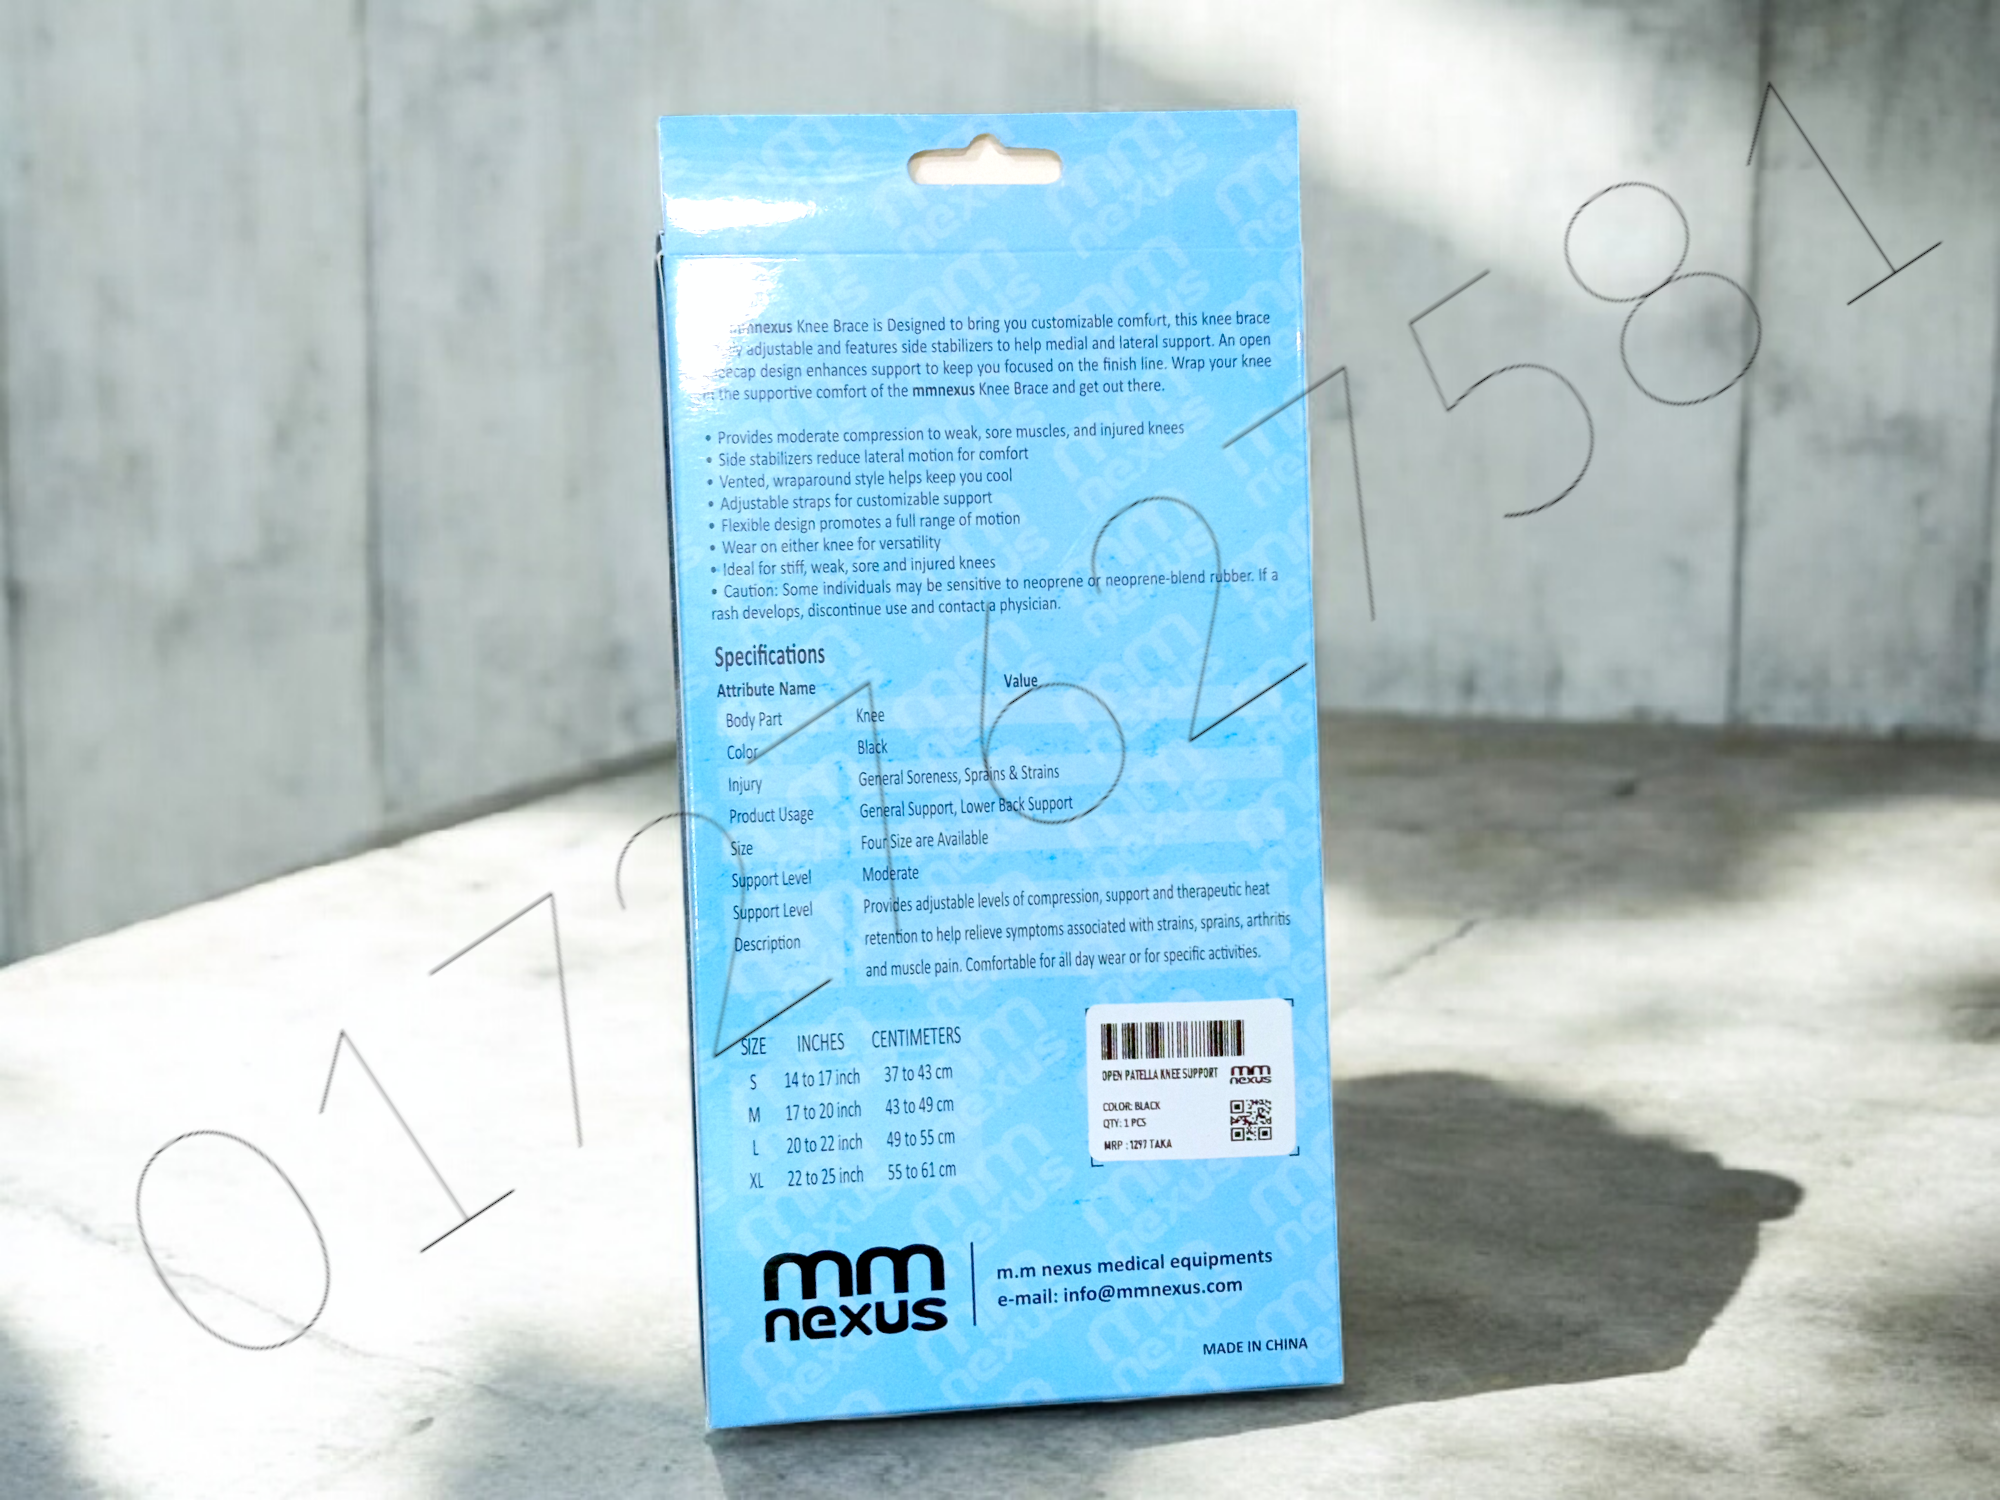 mmnexus Knee Brace is Designed to bring you customizable comfort, this knee brace
adjustable and features side stabilizers to help medial and lateral support. An open
design enhances support to keep you focused on the finish line. Wrap your knee
in the supportive comfort of the mmnexus Knee Brace and get out there.
• Provides moderate compression to weak, sore muscles, and injured knees
• Side stabilizers reduce lateral motion for comfort
• Vented, wraparound style helps keep you cool
• Adjustable straps for customizable support
• Flexible design promotes a full range of motion
• Wear on either knee for versatility
• Ideal for stiff, weak, sore and injured knees
• Caution: Some individuals may be sensitive to neoprene or neoprene-blend rubber. If a
rash develops, discontinue use and contact a physician.
Specifications
Attribute Name Value
Body Part Knee
Color Black
Injury General Soreness, Sprains & Strains
Product Usage General Support, Lower Back Support
Size Four Size are Available
Support Level Moderate
Support Level Provides adjustable levels of compression, support and therapeutic heat
Description retention to help relieve symptoms associated with strains, sprains, arthritis
and muscle pain. Comfortable for all day wear or for specific activities.
SIZE INCHES CENTIMETERS
S 14 to 17 inch 37 to 43 cm
M 17 to 20 inch 43 to 49 cm
L 20 to 22 inch 49 to 55 cm
XL 22 to 25 inch 55 to 61 cm
OPEN PATELLA KNEE SUPPORT
mm
nexus
COLOR: BLACK
QTY: 1 PCS
MRP : 1297 TAKA
mm
nexus
m.m nexus medical equipments
e-mail: info@mmnexus.com
MADE IN CHINA
01727627581